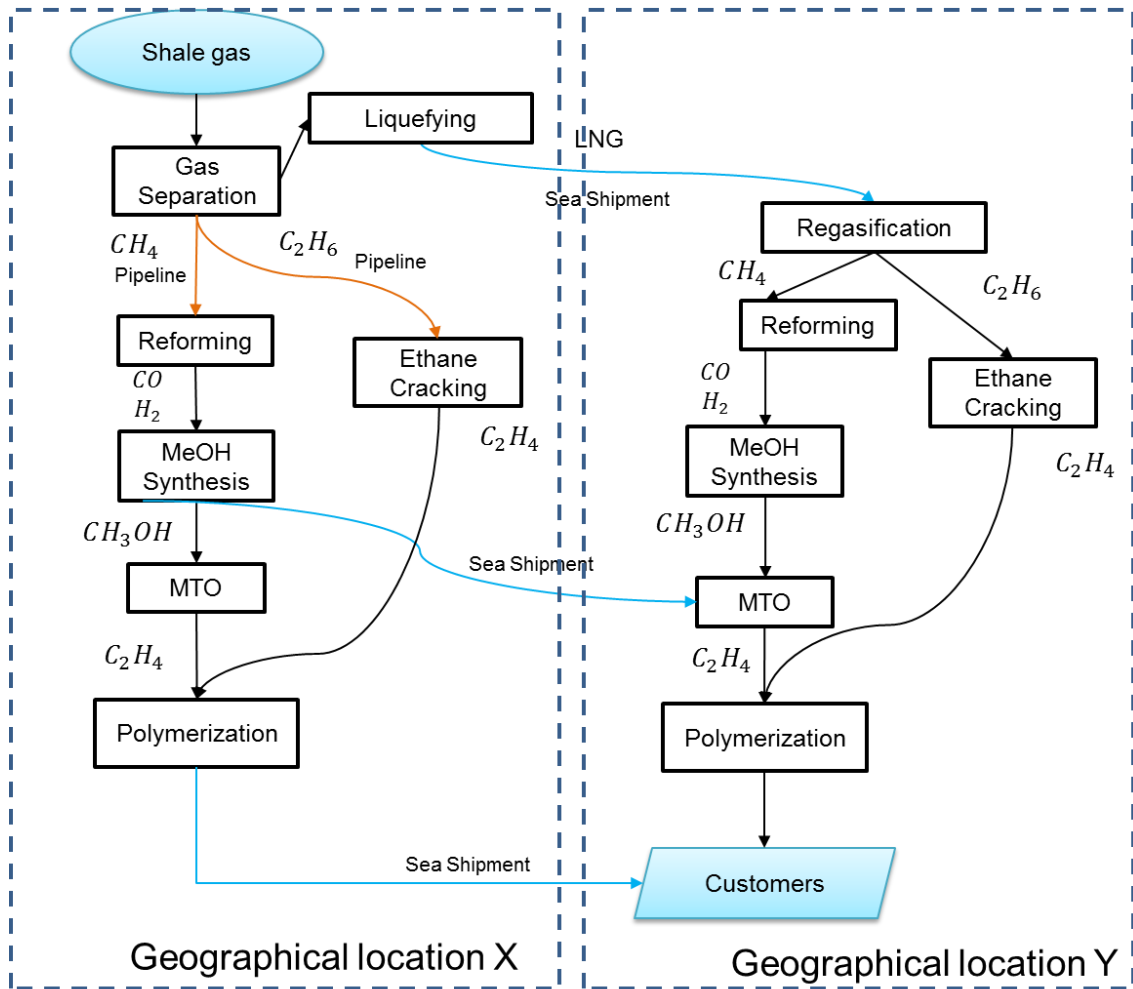 Shale gas
Liquefying
Gas
Separation
LNG
Sea Shipment
Regasification
CH₄
Pipeline
C₂H₆
Pipeline
CH₄
C₂H₆
Reforming
Reforming
Ethane
Cracking
Ethane
Cracking
CO
H₂
CO
H₂
C₂H₄
C₂H₄
MeOH
Synthesis
MeOH
Synthesis
CH₃OH
CH₃OH
Sea Shipment
MTO
MTO
C₂H₄
C₂H₄
Polymerization
Polymerization
Sea Shipment
Customers
Geographical location X
Geographical location Y